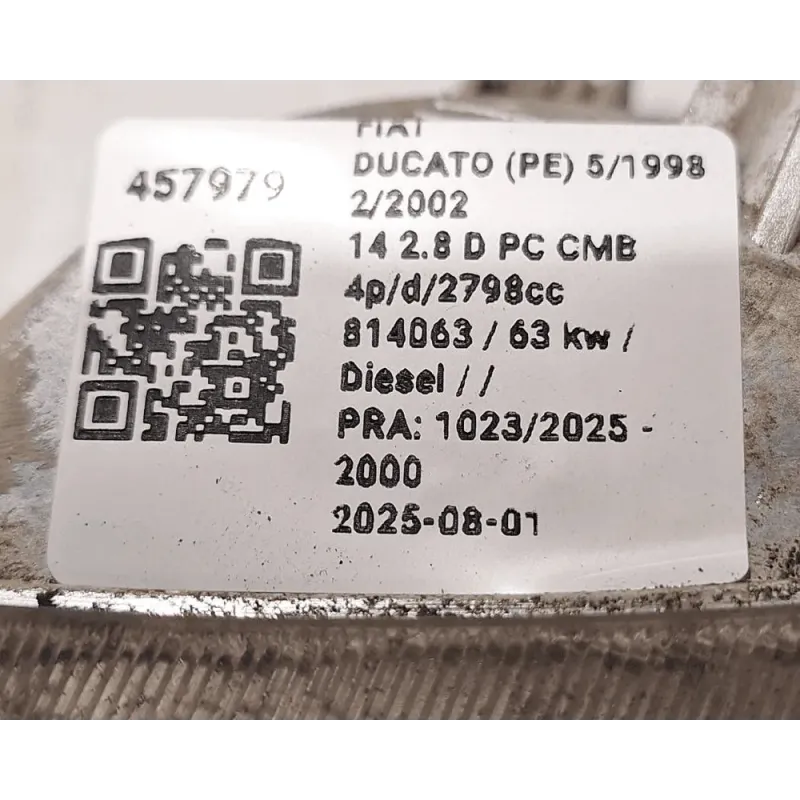 457979
FIAT
DUCATO (PE) 5/1998
2/2002
14 2.8 D PC CMB
4p/d/2798cc
814063 / 63 kw /
Diesel / /
PRA: 1023/2025 -
2000
2025-08-01